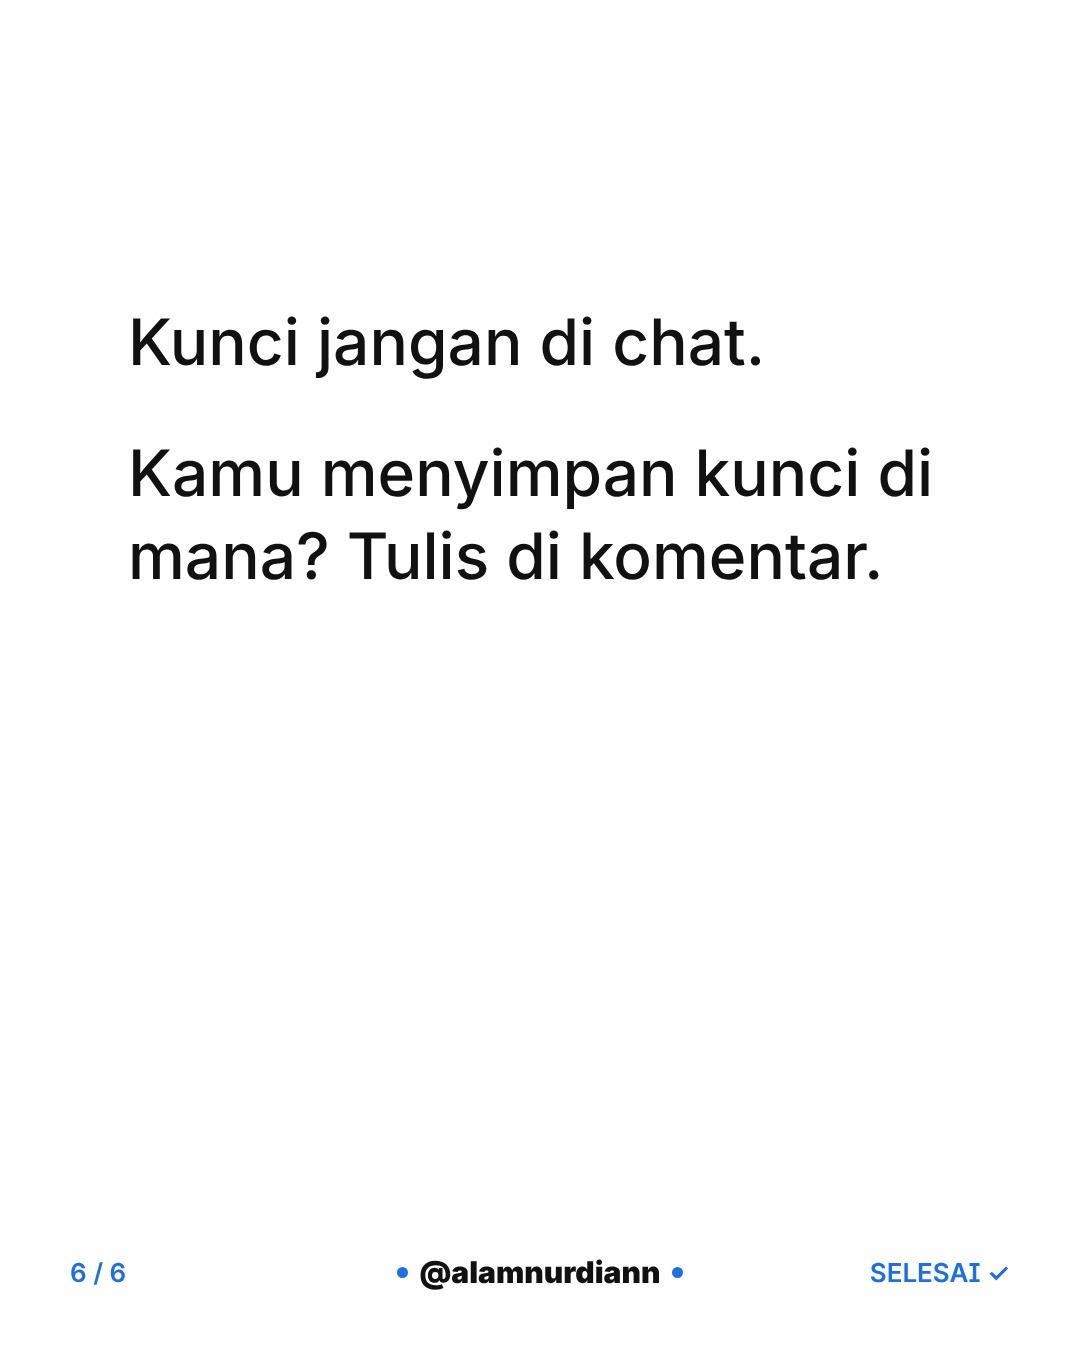 Kunci jangan di chat.
Kamu menyimpan kunci di
mana? Tulis di komentar.
6 / 6
• @alamnurdiann •
SELESAI ✓